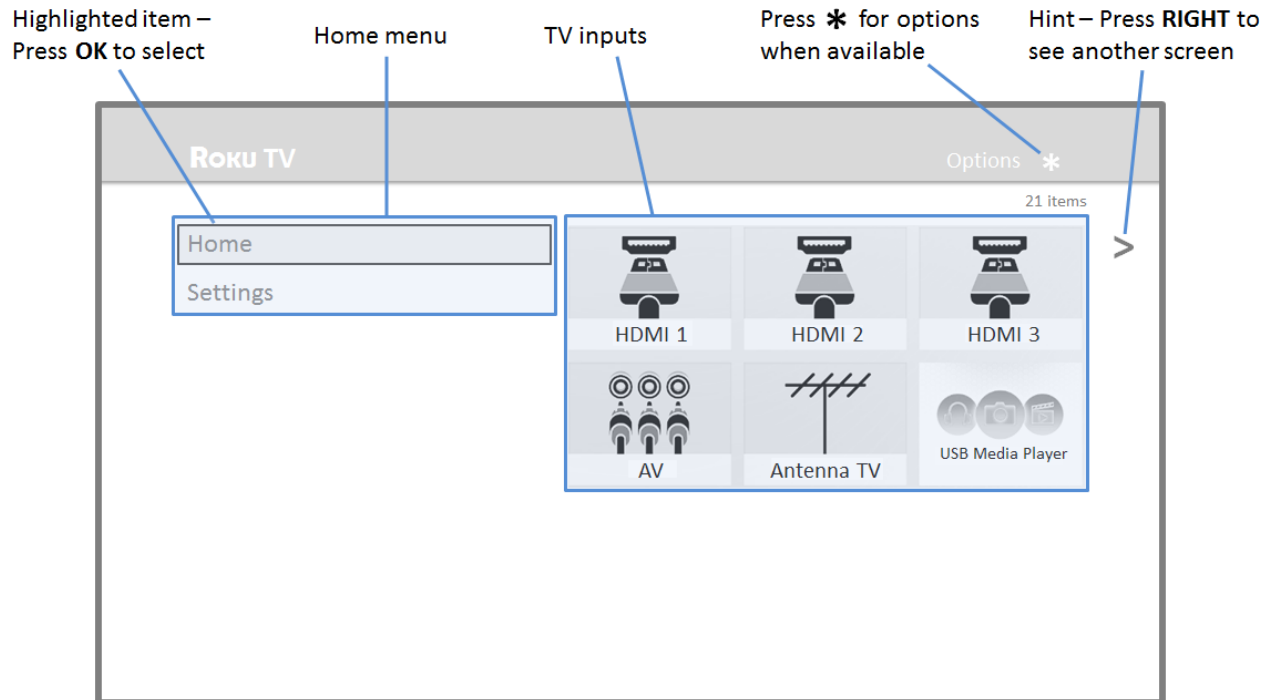 Highlighted item –
Press OK to select
Home menu
TV inputs
Press * for options
when available
Hint – Press RIGHT to
see another screen
ROKU TV
Options *
21 items
Home
Settings
>
HDMI 1
HDMI 2
HDMI 3
AV
Antenna TV
USB Media Player